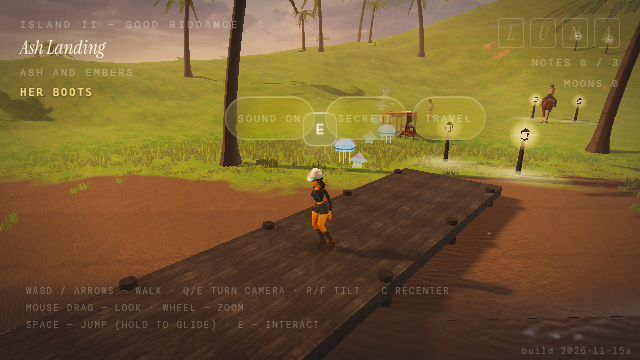 ISLAND II — GOOD RIDDANCE
Ash Landing
ASH AND EMBERS
HER BOOTS
L U N A
NOTES 0 / 3
MOONS 0
SOUND ON
E
SECRETS
TRAVEL
WASD / ARROWS — WALK · Q/E TURN CAMERA · R/F TILT · C RECENTER
MOUSE DRAG — LOOK · WHEEL — ZOOM
SPACE — JUMP (HOLD TO GLIDE) · E — INTERACT
build 2026-11-15a